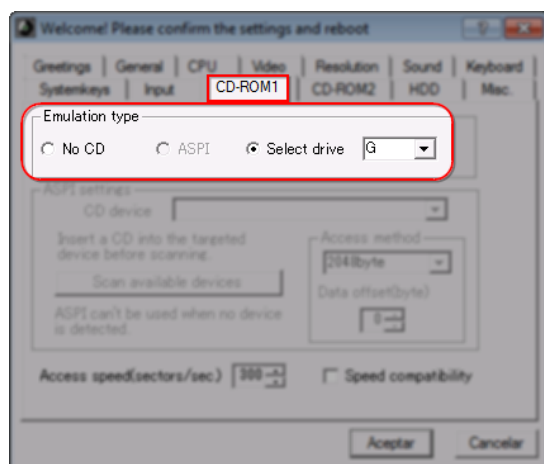 Welcome! Please confirm the settings and reboot
Greetings General CPU Video Resolution Sound Keyboard
Systemkeys Input CD-ROM1 CD-ROM2 HDD Misc.
Emulation type
No CD ASPI Select drive G
ASPI settings
CD device
Insert a CD into the targeted
device before scanning.
Scan available devices
ASPI can't be used when no device
is detected.
Access method
2048byte
Data offset(byte)
0
Access speed(sectors/sec.) 300 Speed compatibility
Aceptar Cancelar